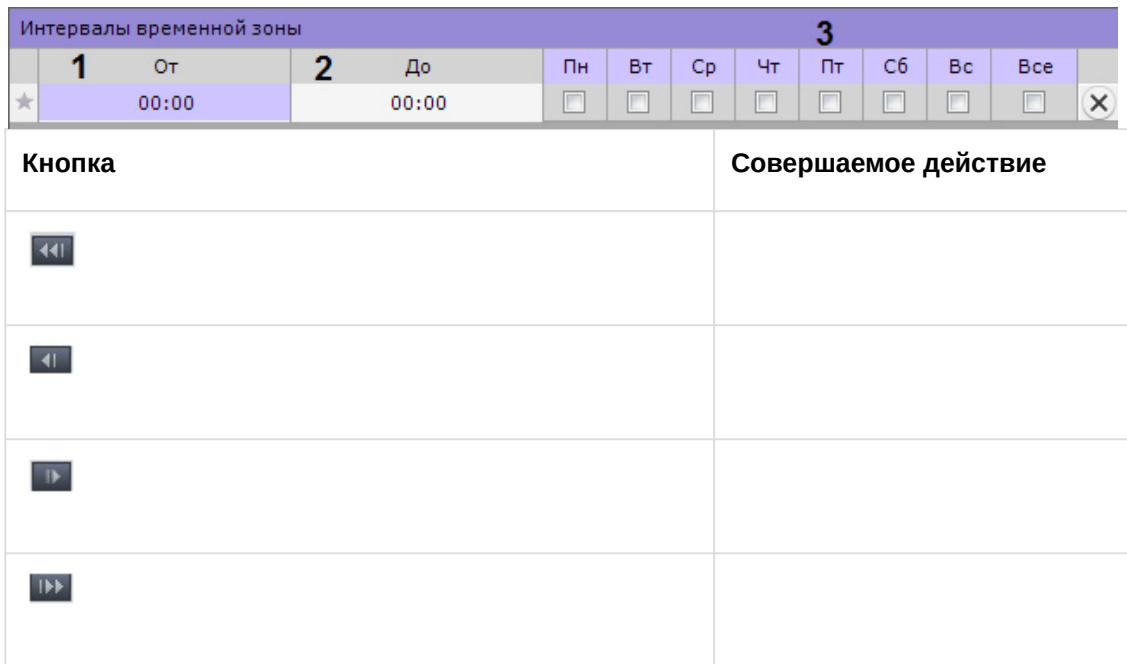 Интервалы временной зоны
3
1 От 2 До Пн Вт Ср Чт Пт Сб Вс Все
00:00 00:00
Кнопка Совершаемое действие